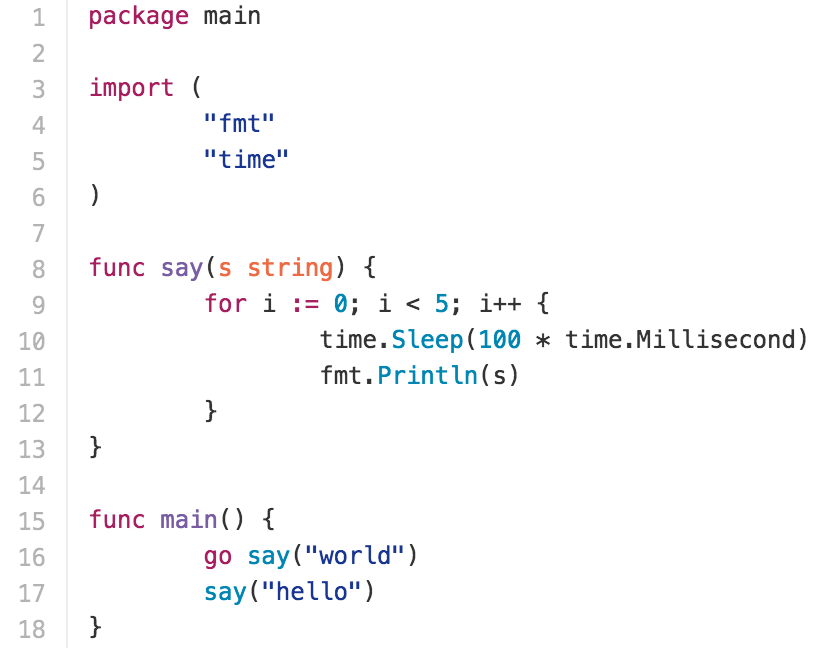 1 package main
2
3 import (
4         "fmt"
5         "time"
6 )
7
8 func say(s string) {
9         for i := 0; i < 5; i++ {
10                 time.Sleep(100 * time.Millisecond)
11                 fmt.Println(s)
12         }
13 }
14
15 func main() {
16         go say("world")
17         say("hello")
18 }